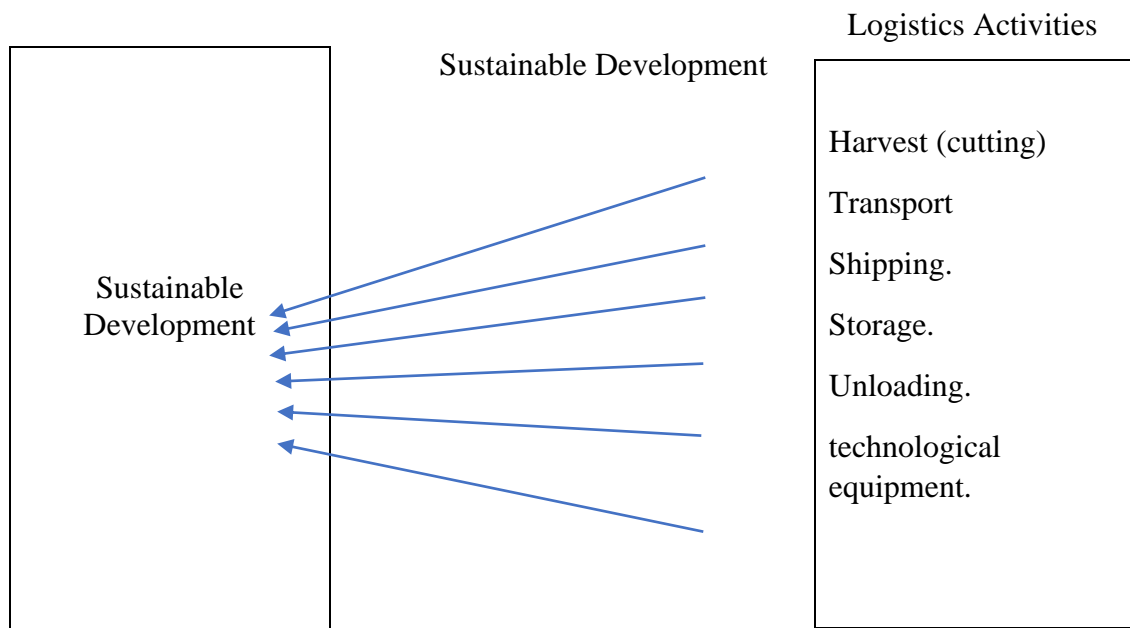 Logistics Activities
Sustainable Development
Harvest (cutting)
Transport
Shipping.
Storage.
Unloading.
technological
equipment.
Sustainable
Development